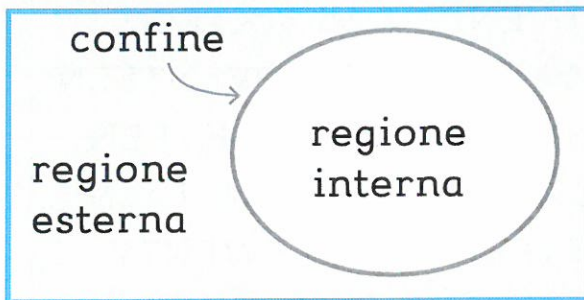 confine
regione
interna
regione
esterna